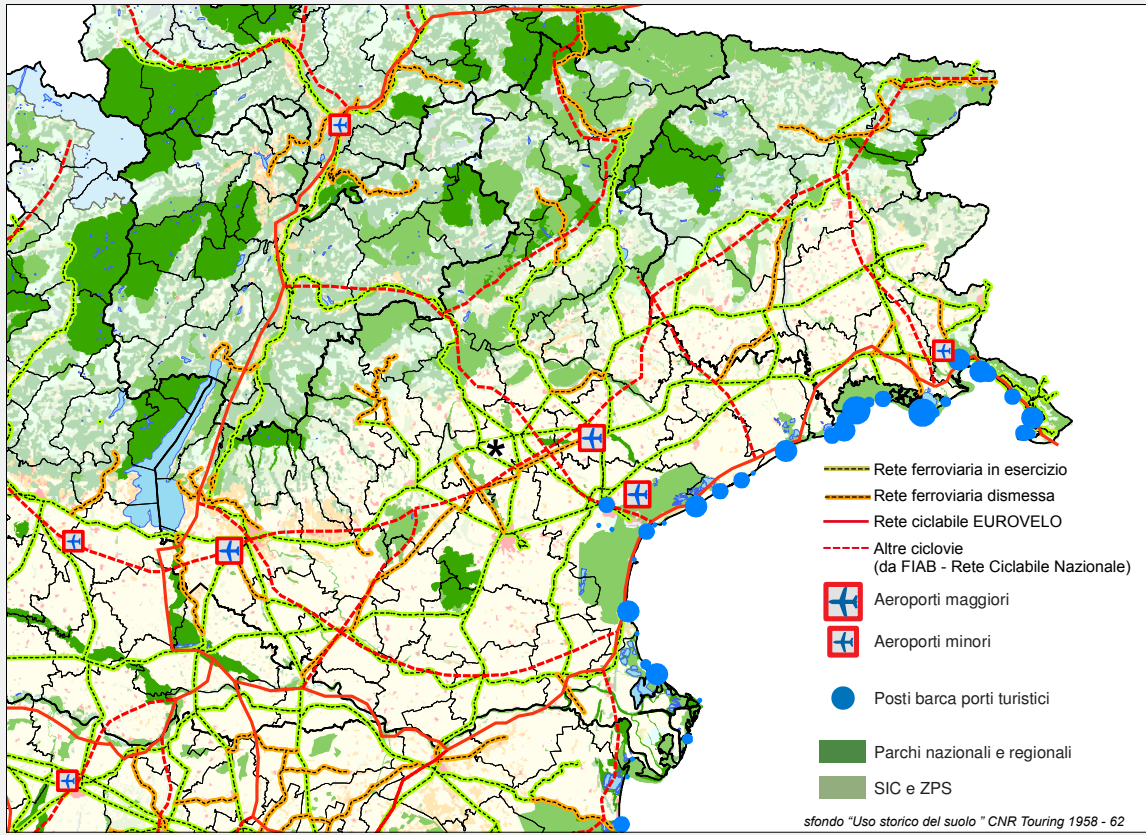 Rete ferroviaria in esercizio
Rete ferroviaria dismessa
Rete ciclabile EUROVELO
Altre ciclovie
(da FIAB - Rete Ciclabile Nazionale)
Aeroporti maggiori
Aeroporti minori
Posti barca porti turistici
Parchi nazionali e regionali
SIC e ZPS
sfondo "Uso storico del suolo " CNR Touring 1958 - 62